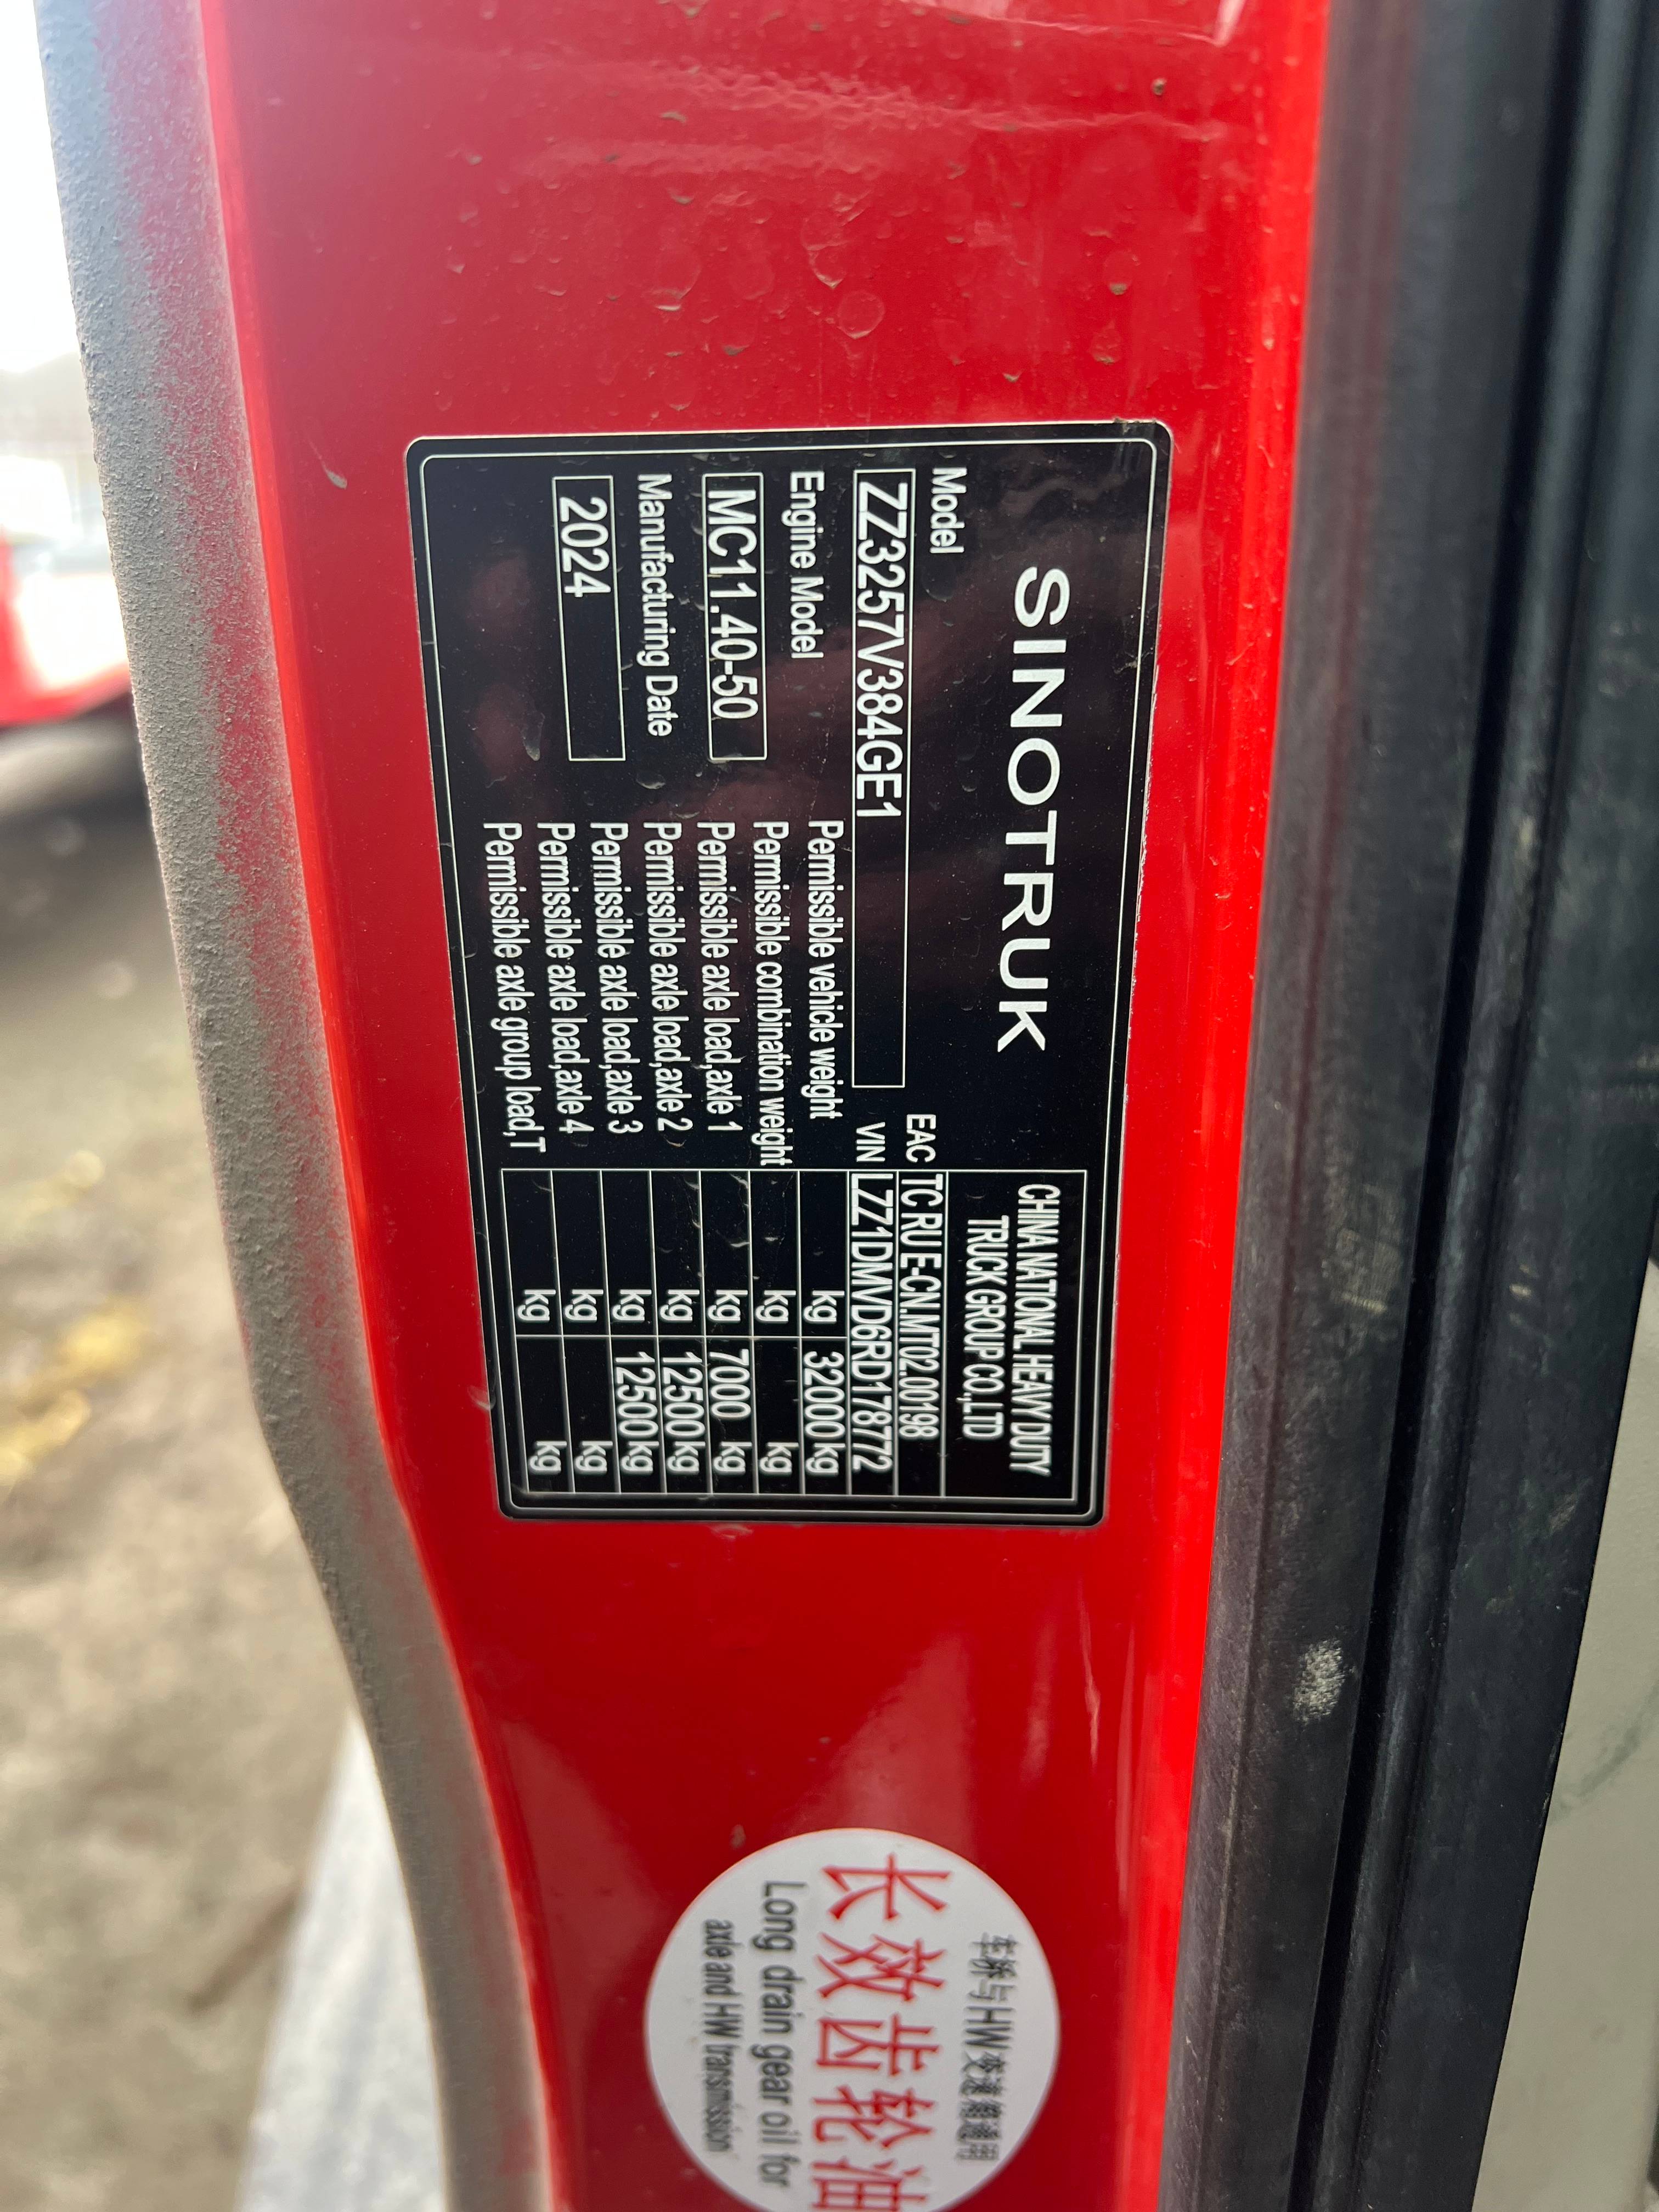 SINOTRUK
CHINA NATIONAL HEAVY DUTY
TRUCK GROUP CO.,LTD
Model
ZZ3257V384GE1
EAC TC RU E-CN.MT02.00198
VIN LZZ1DMVD6RD178772
Engine Model
MC11.40-50
Manufacturing Date
2024
Permissible vehicle weight kg 32000 kg
Permissible combination weight kg kg
Permissible axle load,axle 1 kg 7000 kg
Permissible axle load,axle 2 kg 12500 kg
Permissible axle load,axle 3 kg 12500 kg
Permissible axle load,axle 4 kg kg
Permissible axle group load,T kg kg
车桥与HW变速箱通用
长效齿轮油
Long drain gear oil for
axle and HW transmission